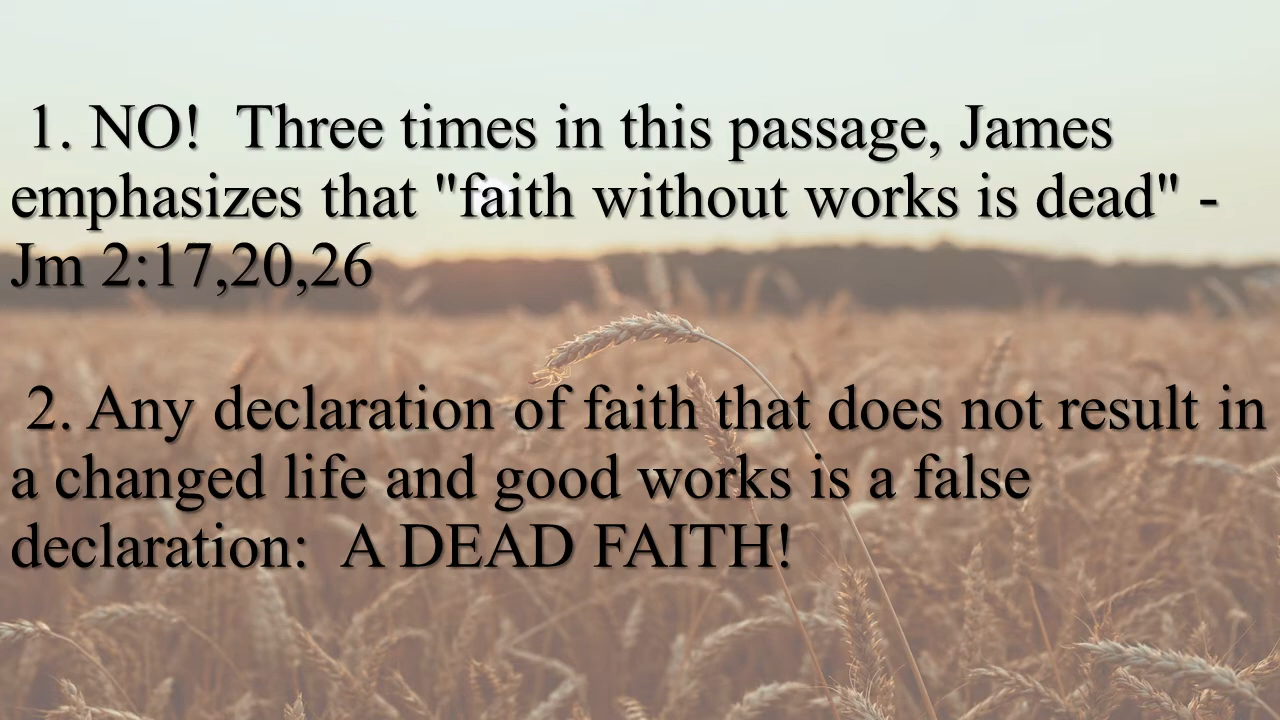 1. NO!  Three times in this passage, James
emphasizes that "faith without works is dead" -
Jm 2:17,20,26
2. Any declaration of faith that does not result in
a changed life and good works is a false
declaration:  A DEAD FAITH!